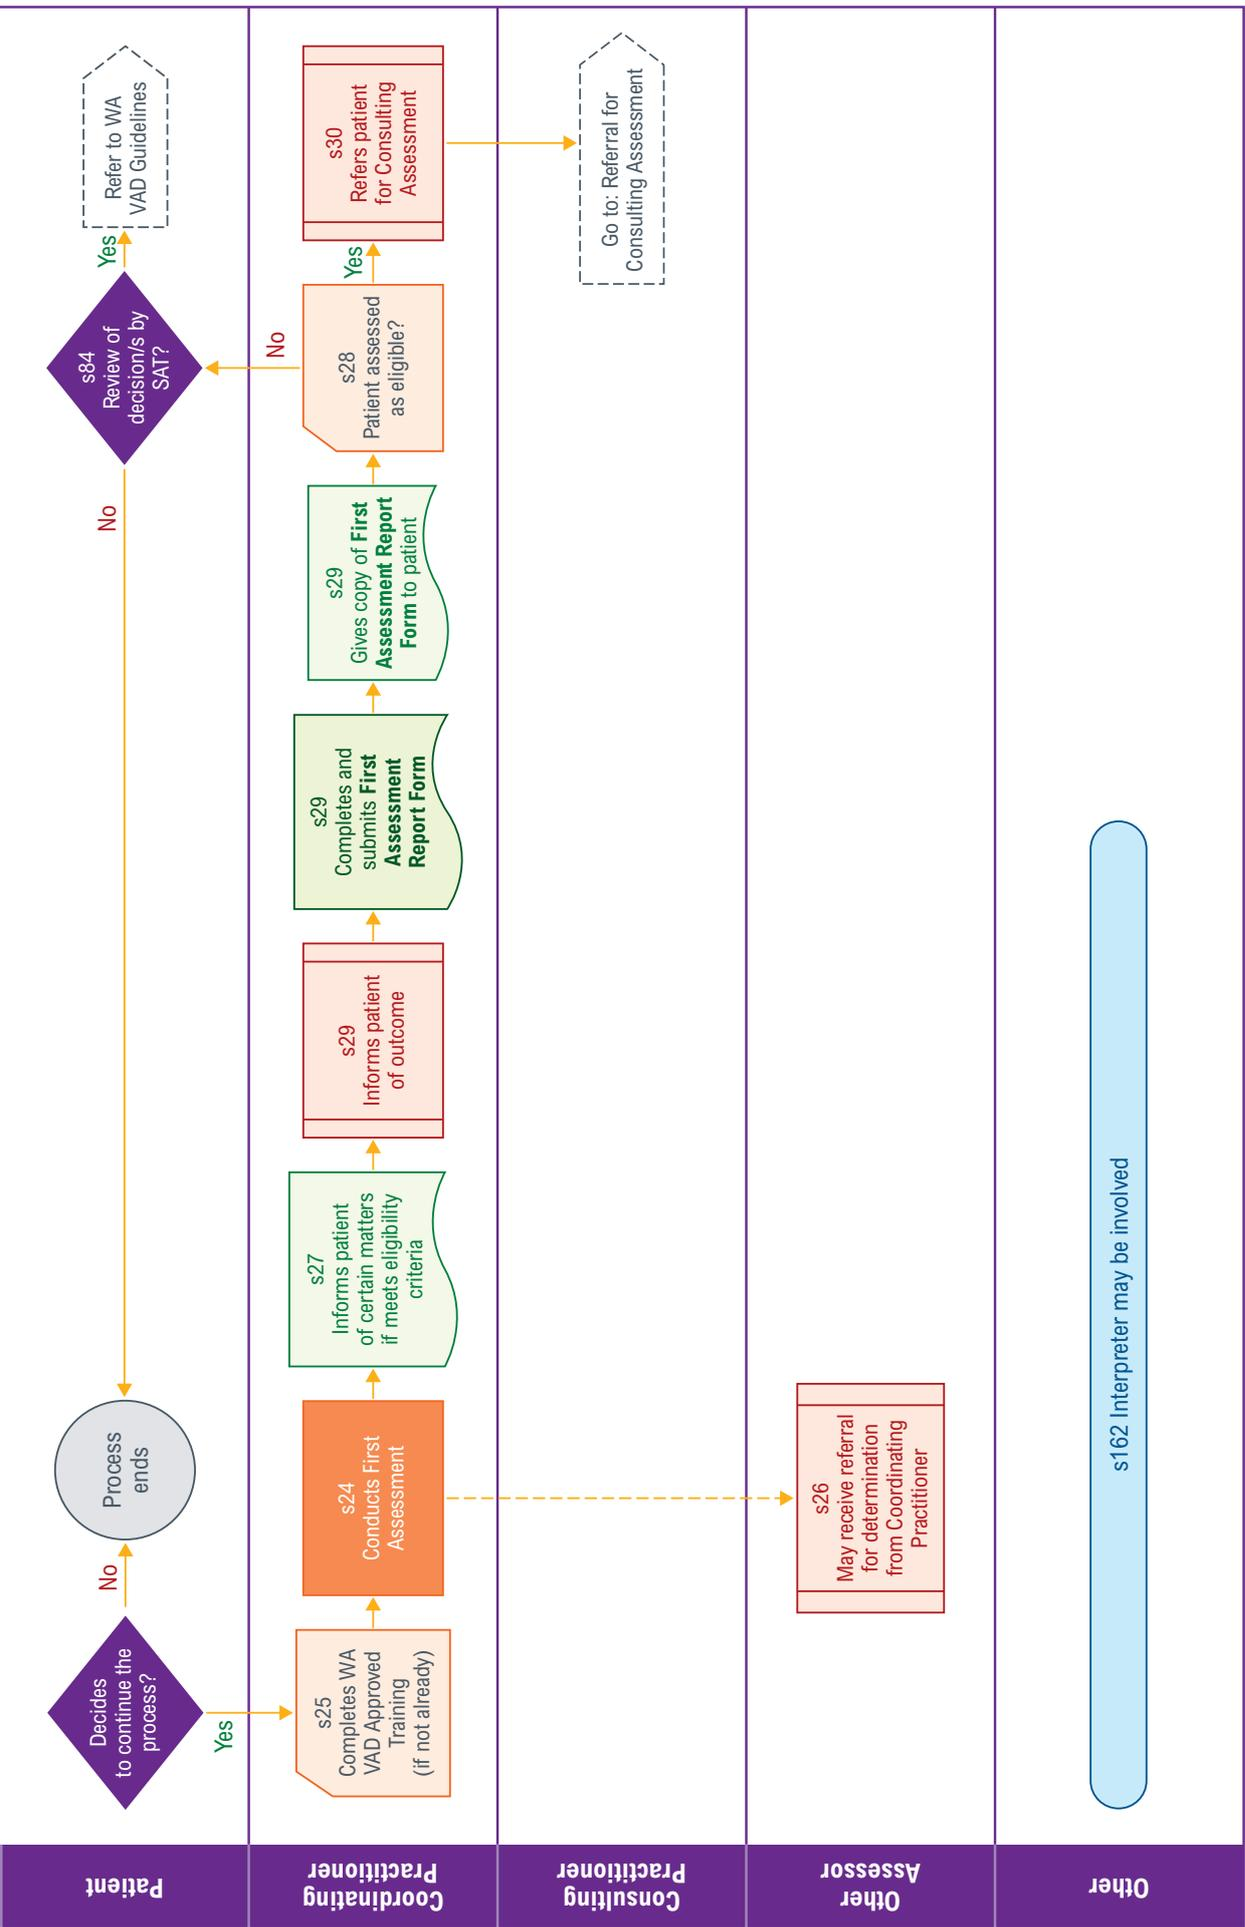 Patient
Decides
to continue the
process?
No
Process
ends
No
s84
Review of
decision/s by
SAT?
Yes
Refer to WA
VAD Guidelines
Yes
Coordinating
Practitioner
s25
Completes WA
VAD Approved
Training
(if not already)
s24
Conducts First
Assessment
s27
Informs patient
of certain matters
if meets eligibility
criteria
s29
Informs patient
of outcome
s29
Completes and
submits First
Assessment
Report Form
s29
Gives copy of First
Assessment Report
Form to patient
s28
Patient assessed
as eligible?
No
Yes
s30
Refers patient
for Consulting
Assessment
Consulting
Practitioner
Go to: Referral for
Consulting Assessment
Other
Assessor
s26
May receive referral
for determination
from Coordinating
Practitioner
Other
s162 Interpreter may be involved